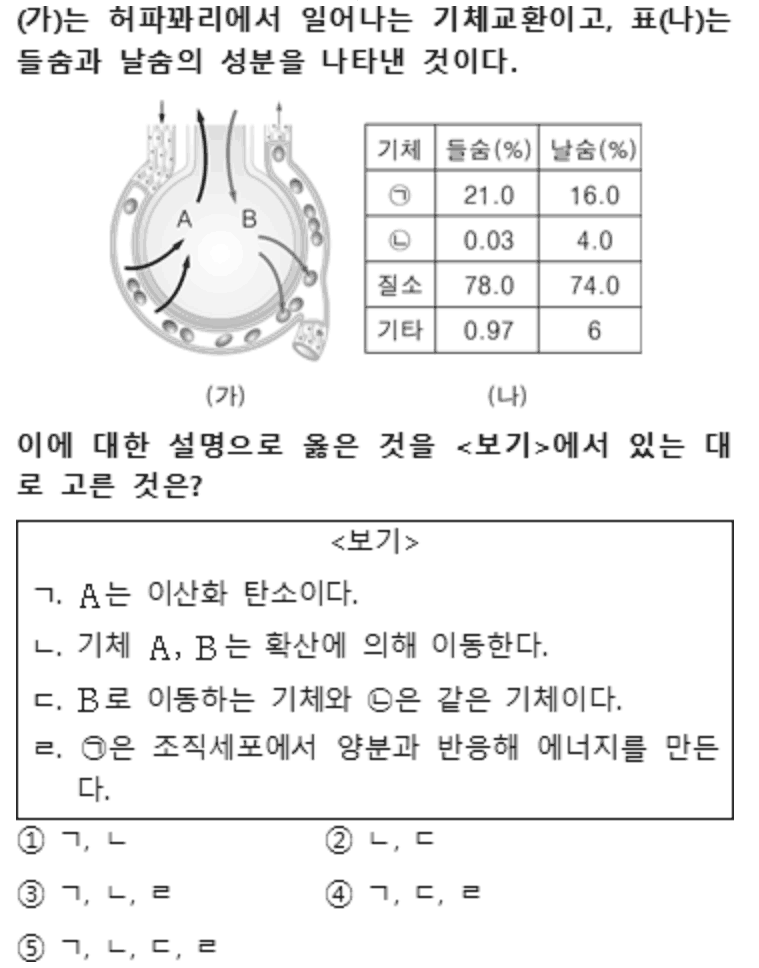 (가)는 허파꽈리에서 일어나는 기체교환이고, 표(나)는
들숨과 날숨의 성분을 나타낸 것이다.
A B
기체 들숨(%) 날숨(%)
㉠ 21.0 16.0
㉡ 0.03 4.0
질소 78.0 74.0
기타 0.97 6
(가) (나)
이에 대한 설명으로 옳은 것을 <보기>에서 있는 대
로 고른 것은?
<보기>
ㄱ. A는 이산화 탄소이다.
ㄴ. 기체 A, B는 확산에 의해 이동한다.
ㄷ. B로 이동하는 기체와 ㉡은 같은 기체이다.
ㄹ. ㉠은 조직세포에서 양분과 반응해 에너지를 만든
다.
① ㄱ, ㄴ ② ㄴ, ㄷ
③ ㄱ, ㄴ, ㄹ ④ ㄱ, ㄷ, ㄹ
⑤ ㄱ, ㄴ, ㄷ, ㄹ